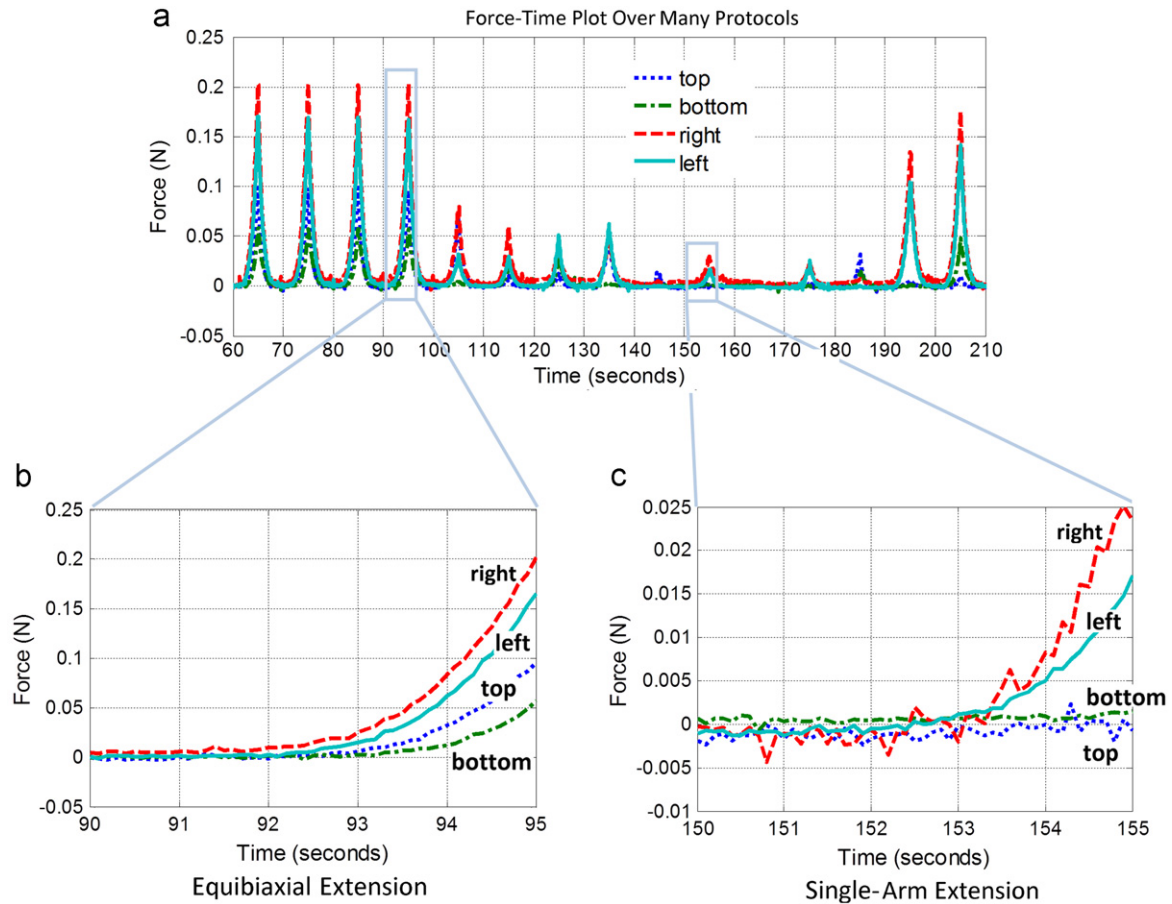 a
Force-Time Plot Over Many Protocols
0.25
0.2
0.15
0.1
0.05
0
-0.05
Force (N)
top
bottom
right
left
60 70 80 90 100 110 120 130 140 150 160 170 180 190 200 210
Time (seconds)
b
0.25
0.2
0.15
0.1
0.05
0
-0.05
Force (N)
right
left
top
bottom
90 91 92 93 94 95
Time (seconds)
Equibiaxial Extension
c
0.025
0.02
0.015
0.01
0.005
0
-0.005
-0.01
Force (N)
right
left
bottom
top
150 151 152 153 154 155
Time (seconds)
Single-Arm Extension